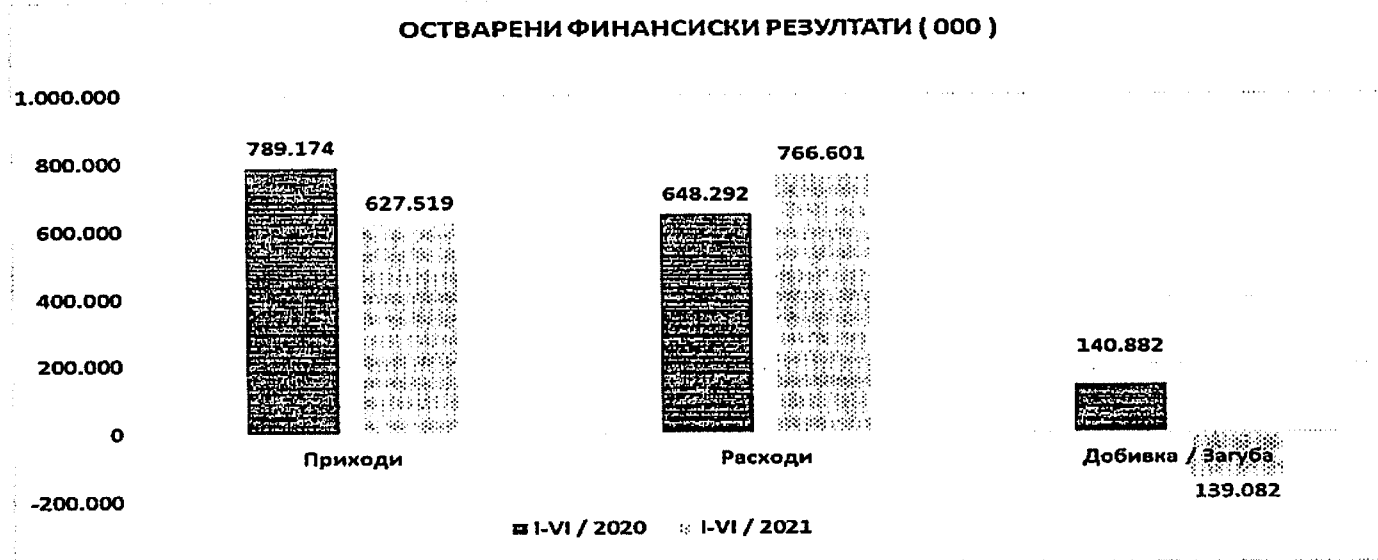 ОСТВАРЕНИ ФИНАНСИСКИ РЕЗУЛТАТИ ( 000 )
1.000.000
800.000
600.000
400.000
200.000
0
-200.000
789.174
627.519
648.292
766.601
140.882
139.082
Приходи
Расходи
Добивка / Загуба
I-VI / 2020
I-VI / 2021